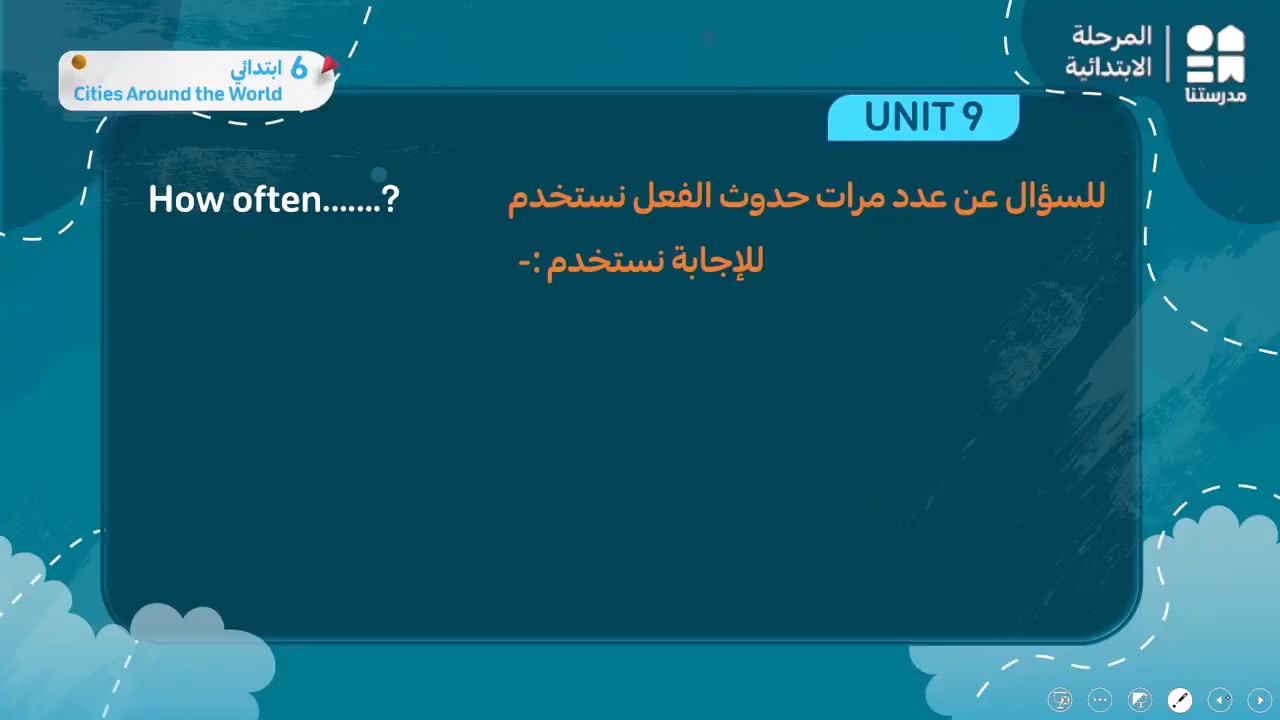 6 ابتدائي
Cities Around the World
المرحلة
الابتدائية
مدرستنا
UNIT 9
للسؤال عن عدد مرات حدوث الفعل نستخدم How often.......?
للإجابة نستخدم :-